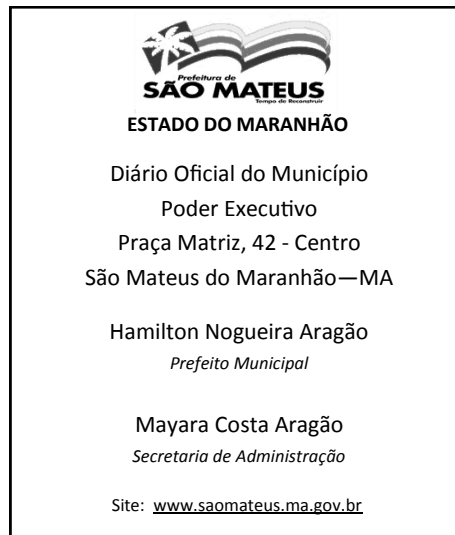 Prefeitura de
SÃO MATEUS
Tempo de Reconstruir
ESTADO DO MARANHÃO
Diário Oficial do Município
Poder Executivo
Praça Matriz, 42 - Centro
São Mateus do Maranhão—MA
Hamilton Nogueira Aragão
Prefeito Municipal
Mayara Costa Aragão
Secretaria de Administração
Site: www.saomateus.ma.gov.br